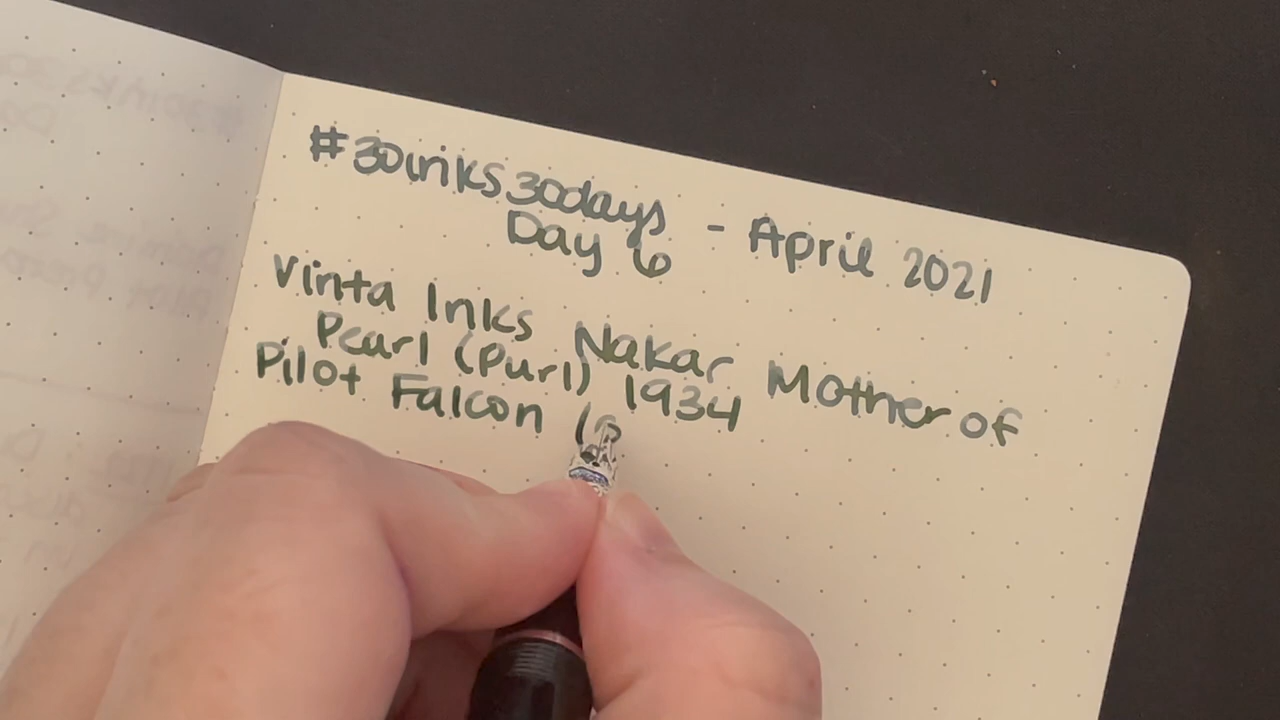 #30inks30days - April 2021
Day 6
Vinta Inks Nakar Mother of
Pearl (Purl) 1934
Pilot Falcon (